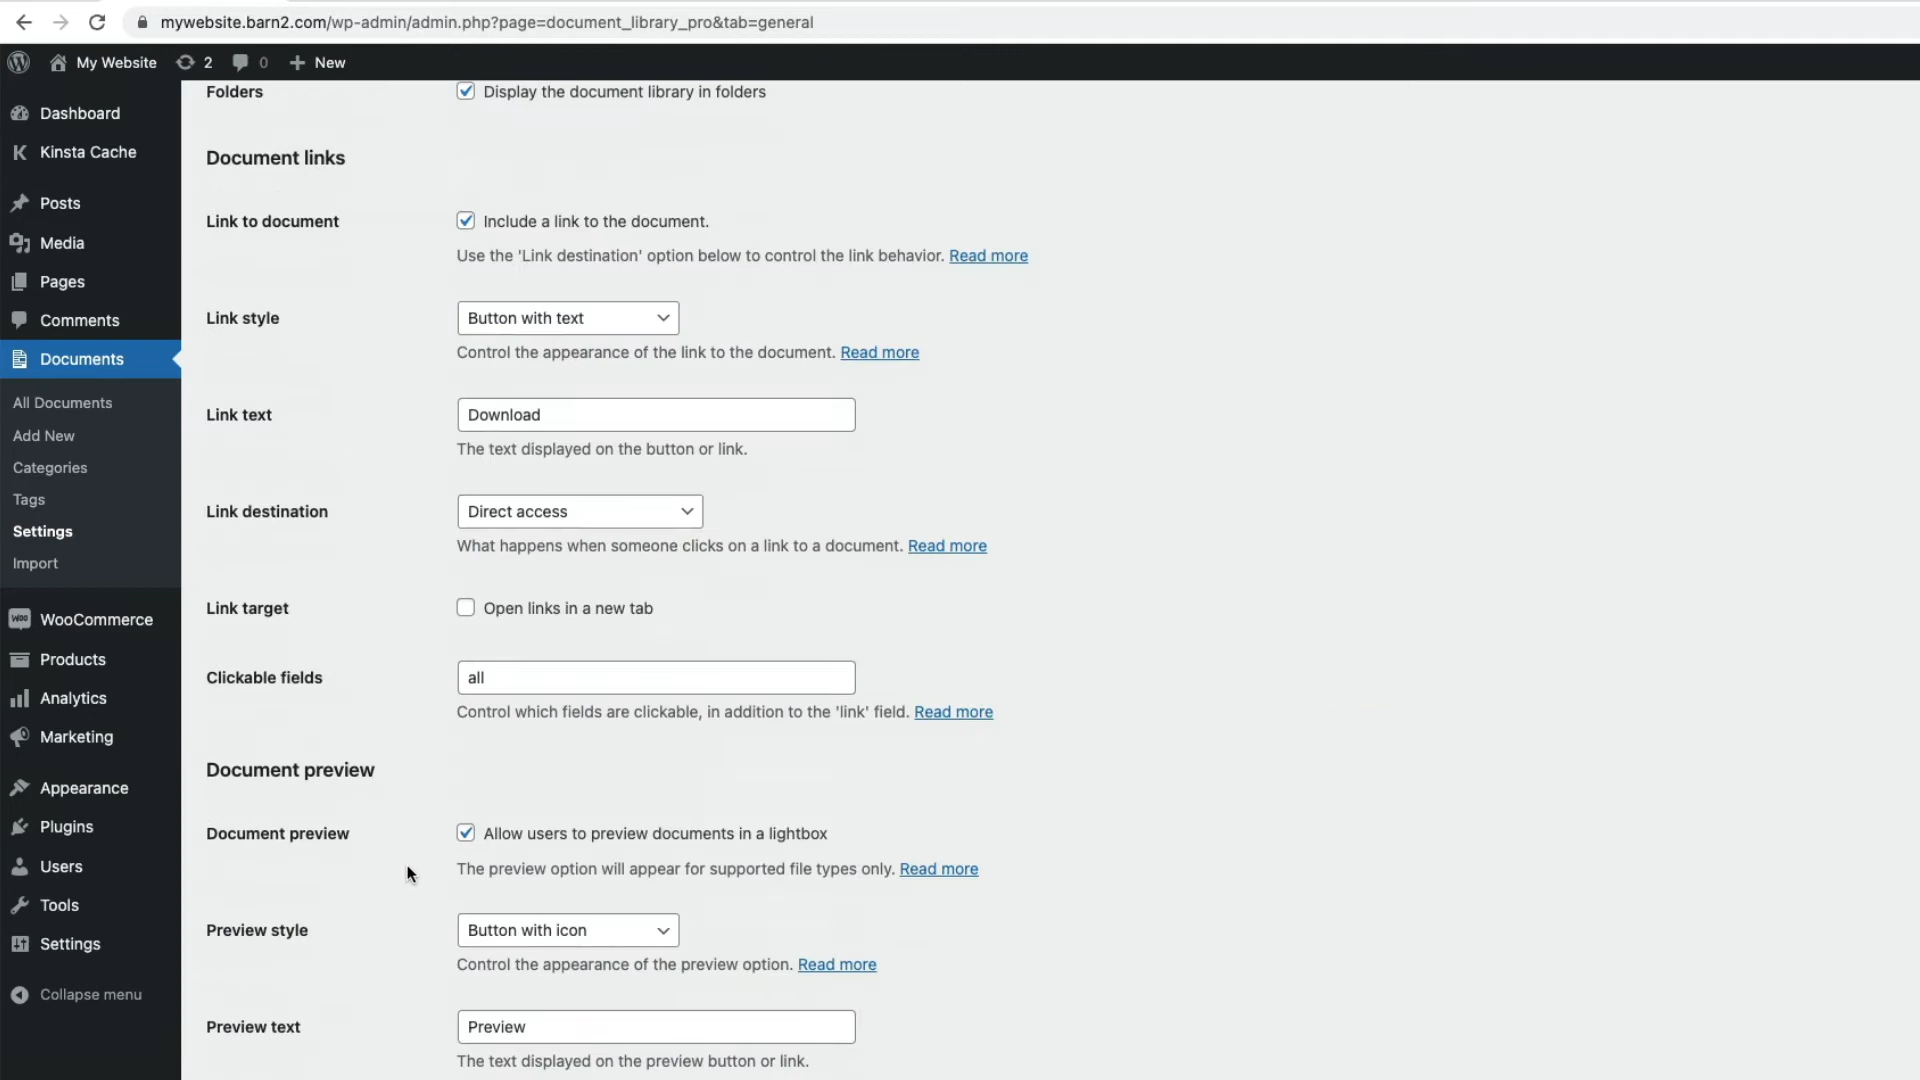 mywebsite.barn2.com/wp-admin/admin.php?page=document_library_pro&tab=general
My Website 2 0 New
Dashboard
Kinsta Cache
Posts
Media
Pages
Comments
Documents
All Documents
Add New
Categories
Tags
Settings
Import
WooCommerce
Products
Analytics
Marketing
Appearance
Plugins
Users
Tools
Settings
Collapse menu
Folders Display the document library in folders
Document links
Link to document Include a link to the document.
Use the 'Link destination' option below to control the link behavior. Read more
Link style Button with text
Control the appearance of the link to the document. Read more
Link text Download
The text displayed on the button or link.
Link destination Direct access
What happens when someone clicks on a link to a document. Read more
Link target Open links in a new tab
Clickable fields all
Control which fields are clickable, in addition to the 'link' field. Read more
Document preview
Document preview Allow users to preview documents in a lightbox
The preview option will appear for supported file types only. Read more
Preview style Button with icon
Control the appearance of the preview option. Read more
Preview text Preview
The text displayed on the preview button or link.